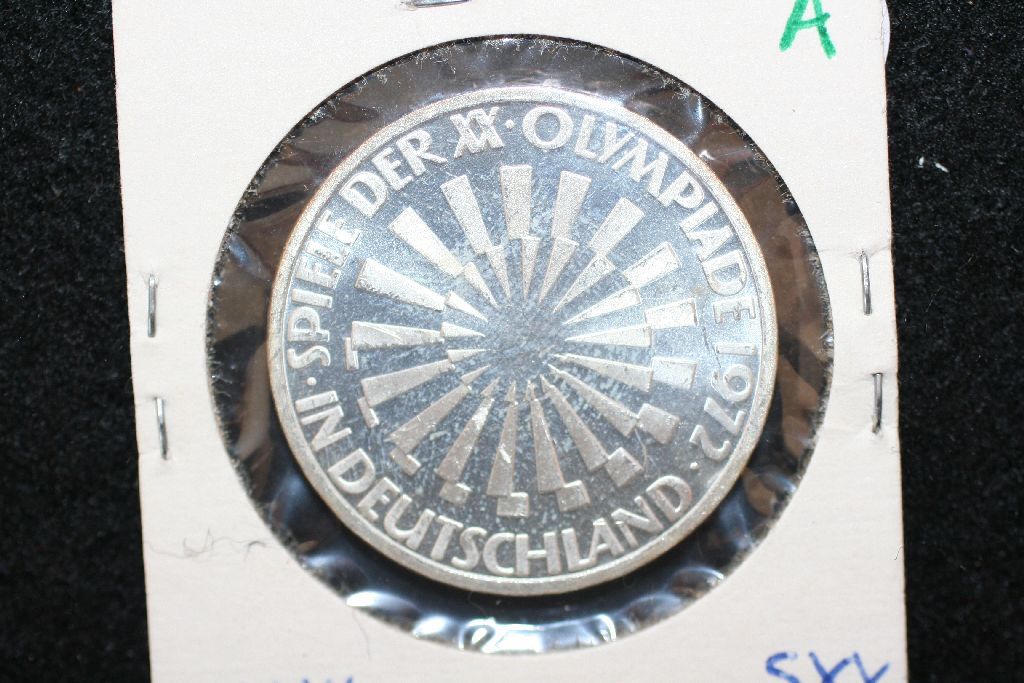 A
SPIELE DER XX · OLYMPIADE 1972 · IN DEUTSCHLAND ·